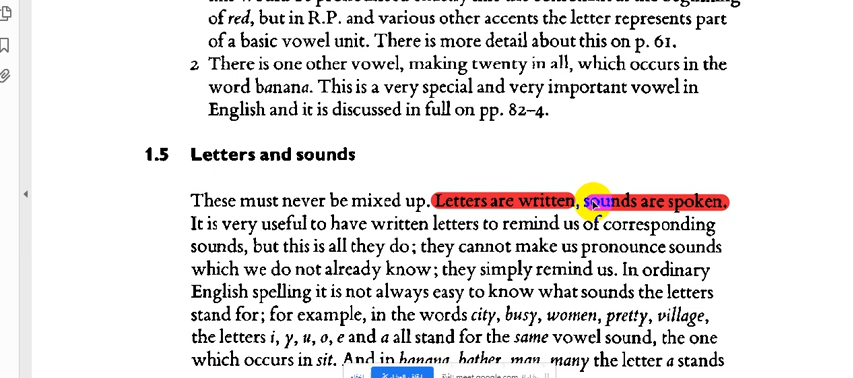 of red, but in R.P. and various other accents the letter represents part
of a basic vowel unit. There is more detail about this on p. 61.
2 There is one other vowel, making twenty in all, which occurs in the
word banana. This is a very special and very important vowel in
English and it is discussed in full on pp. 82–4.
1.5 Letters and sounds
These must never be mixed up. Letters are written, sounds are spoken.
It is very useful to have written letters to remind us of corresponding
sounds, but this is all they do; they cannot make us pronounce sounds
which we do not already know; they simply remind us. In ordinary
English spelling it is not always easy to know what sounds the letters
stand for; for example, in the words city, busy, women, pretty, village,
the letters i, y, u, o, e and a all stand for the same vowel sound, the one
which occurs in sit. And in banana, bather, man, many the letter a stands
meet.google.com